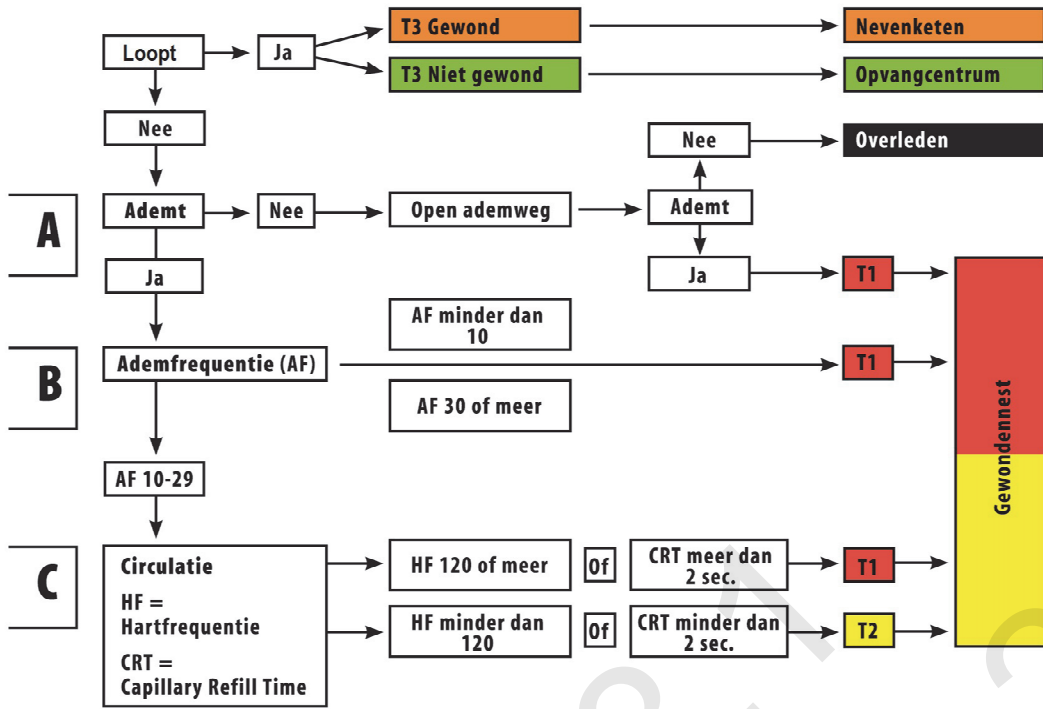 Loopt
Ja
T3 Gewond
Nevenketen
T3 Niet gewond
Opvangcentrum
Nee
Nee
Overleden
A
Ademt
Nee
Open ademweg
Ademt
Ja
Ja
T1
AF minder dan
10
B
Ademfrequentie (AF)
T1
AF 30 of meer
Gewondennest
AF 10-29
C
Circulatie
HF =
Hartfrequentie
CRT =
Capillary Refill Time
HF 120 of meer
Of
CRT meer dan
2 sec.
T1
HF minder dan
120
Of
CRT minder dan
2 sec.
T2